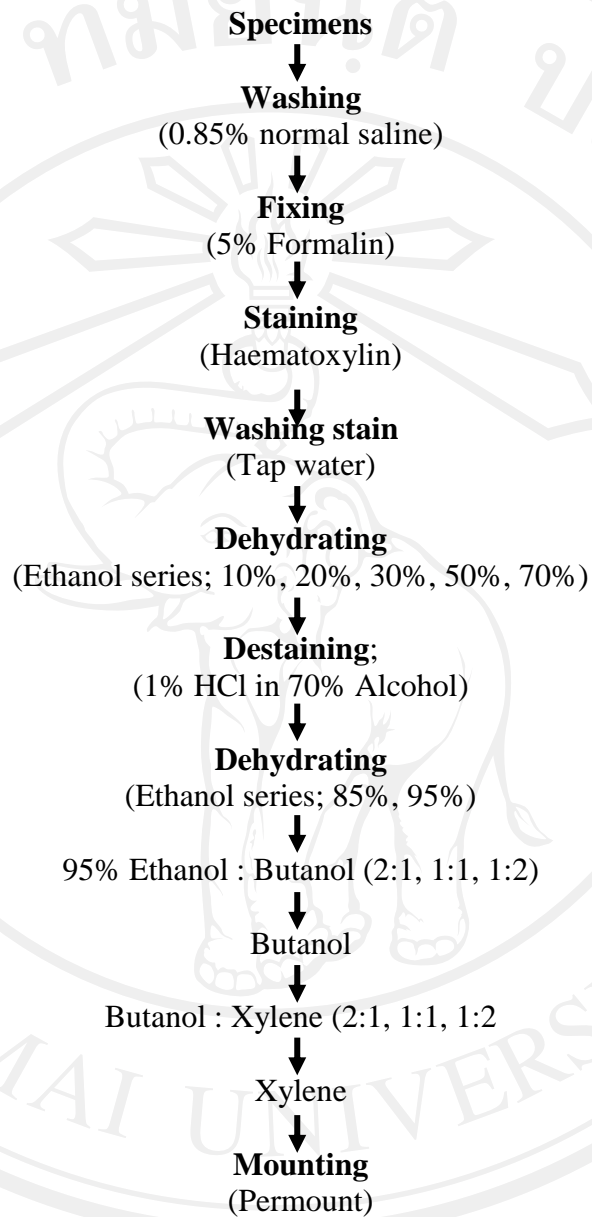 Specimens
Washing
(0.85% normal saline)
Fixing
(5% Formalin)
Staining
(Haematoxylin)
Washing stain
(Tap water)
Dehydrating
(Ethanol series; 10%, 20%, 30%, 50%, 70%)
Destaining;
(1% HCl in 70% Alcohol)
Dehydrating
(Ethanol series; 85%, 95%)
95% Ethanol : Butanol (2:1, 1:1, 1:2)
Butanol
Butanol : Xylene (2:1, 1:1, 1:2
Xylene
MAI UNIVERS
Mounting
(Permount)